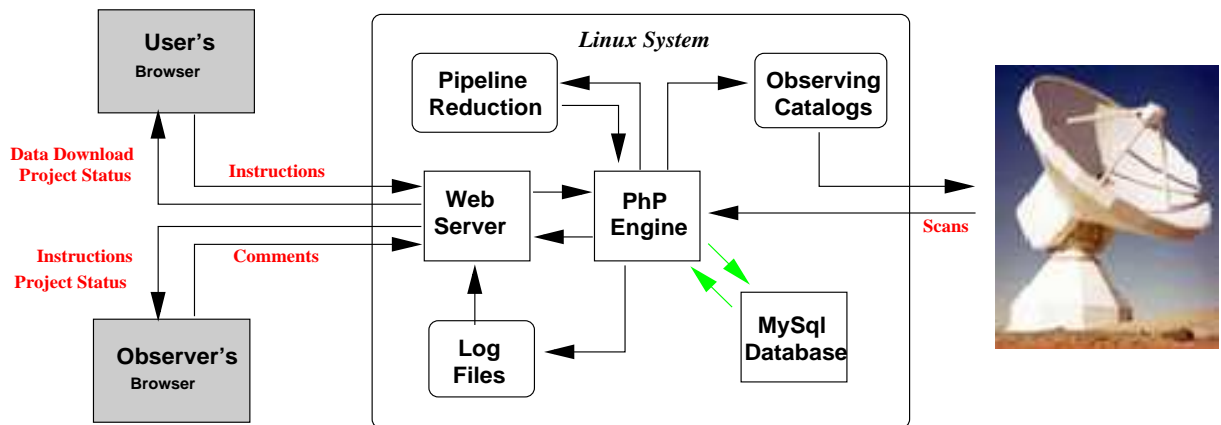 User's
Browser
Linux System
Pipeline
Reduction
Observing
Catalogs
Data Download
Project Status
Instructions
Web
Server
PhP
Engine
Scans
Instructions
Project Status
Comments
Observer's
Browser
Log
Files
MySql
Database